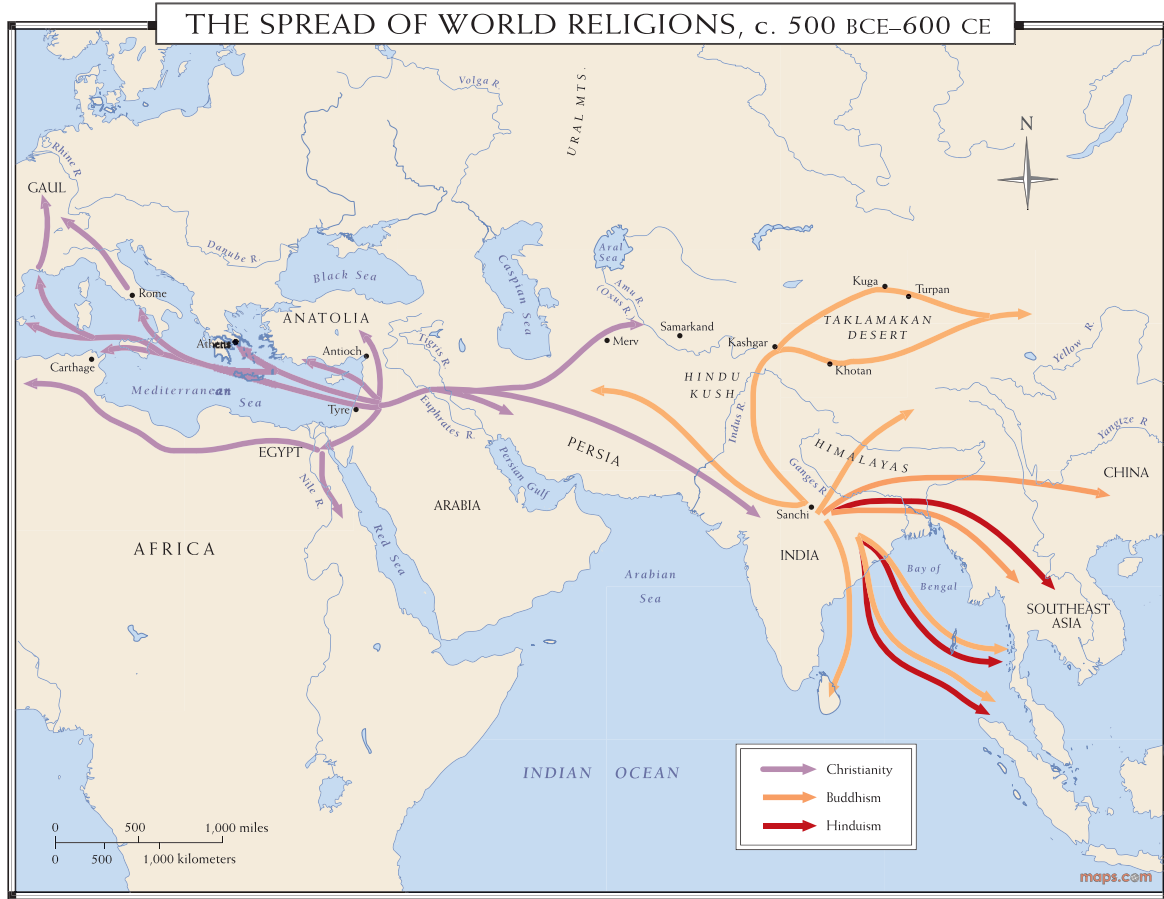 THE SPREAD OF WORLD RELIGIONS, c. 500 BCE–600 CE
Volga R.
URAL MTS.
N
Rhine R.
GAUL
Danube R.
Black Sea
Caspian Sea
Aral
Sea
Amu R.
(Oxus R.)
Rome
ANATOLIA
Athens
Antioch
Tigris R.
Carthage
Mediterranean
Sea
Tyre
Euphrates R.
Merv
Samarkand
Kashgar
Kuga
Turpan
TAKLAMAKAN
DESERT
Khotan
Yellow R.
HINDU
KUSH
Indus R.
EGYPT
Nile R.
PERSIA
Persian Gulf
HIMALAYAS
Ganges R.
Yangtze R
CHINA
ARABIA
Sanchi
AFRICA
Red Sea
INDIA
Arabian
Sea
Bay of
Bengal
SOUTHEAST
ASIA
INDIAN OCEAN
Christianity
Buddhism
Hinduism
0 500 1,000 miles
0 500 1,000 kilometers
maps.com